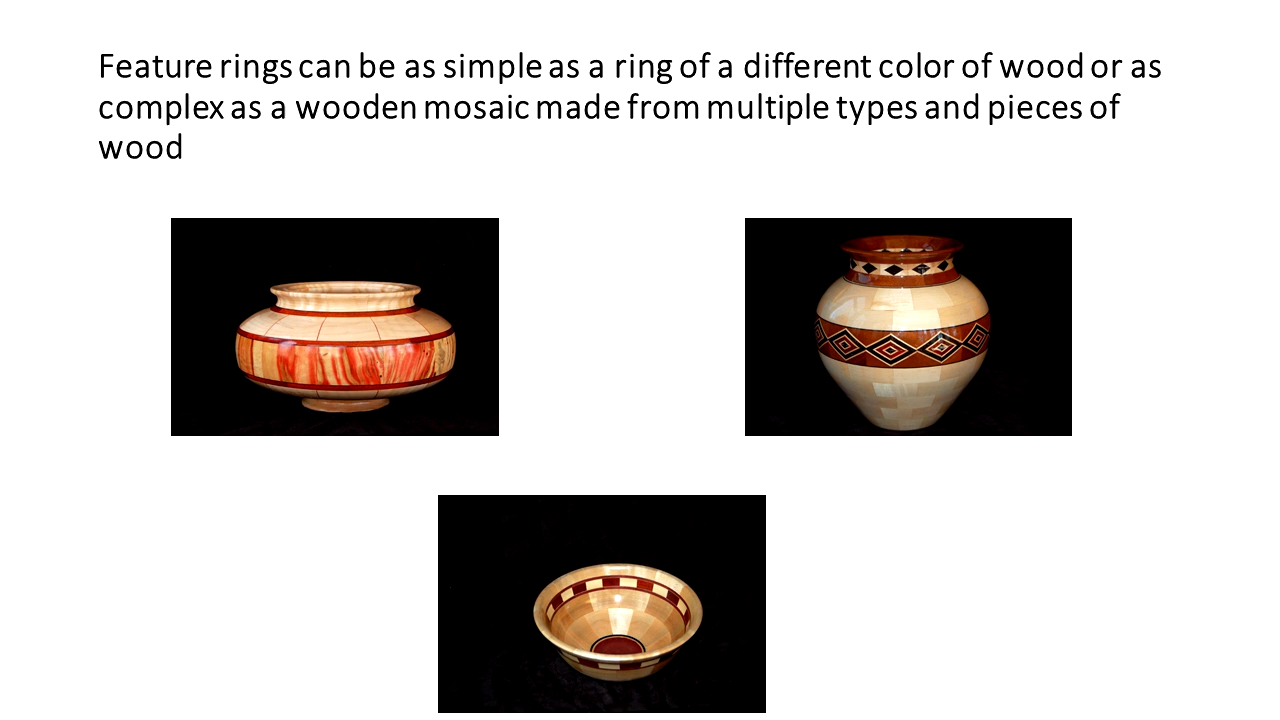 Feature rings can be as simple as a ring of a different color of wood or as
complex as a wooden mosaic made from multiple types and pieces of
wood